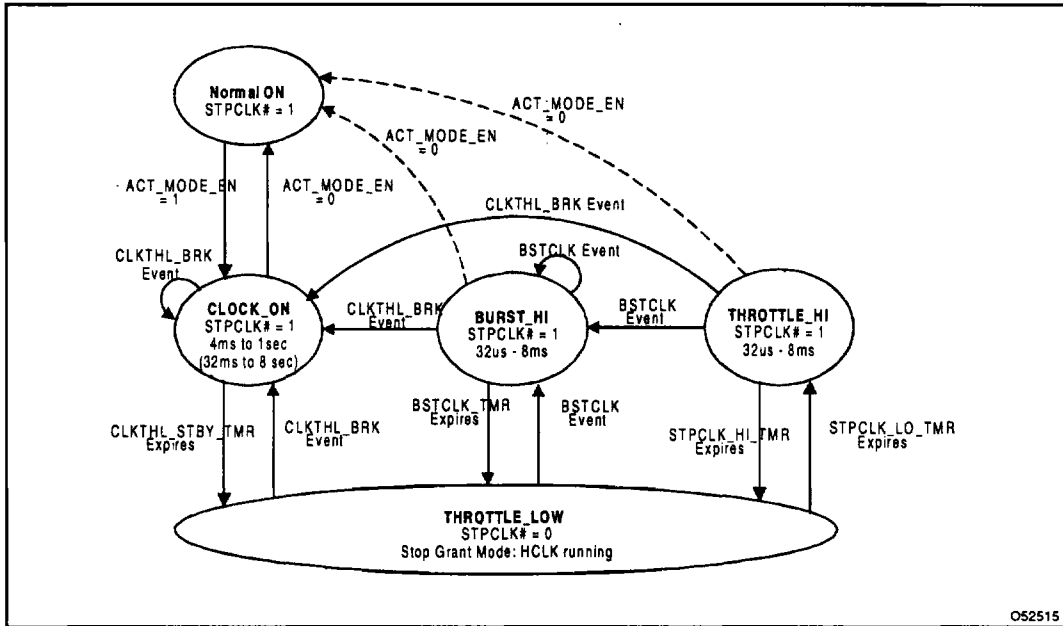 Normal ON
STPCLK# = 1
ACT_MODE_EN
= 0
ACT_MODE_EN
= 0
ACT_MODE_EN
= 1
ACT_MODE_EN
= 0
CLKTHL_BRK Event
CLKTHL_BRK
Event
BSTCLK Event
CLOCK_ON
STPCLK# = 1
4ms to 1sec
(32ms to 8 sec)
CLKTHL_BRK
Event
BURST_HI
STPCLK# = 1
32us - 8ms
BSTCLK
Event
THROTTLE_HI
STPCLK# = 1
32us - 8ms
CLKTHL_STBY_TMR
Expires
CLKTHL_BRK
Event
BSTCLK_TMR
Expires
BSTCLK
Event
STPCLK_HI_TMR
Expires
STPCLK_LO_TMR
Expires
THROTTLE_LOW
STPCLK# = 0
Stop Grant Mode: HCLK running
O52515